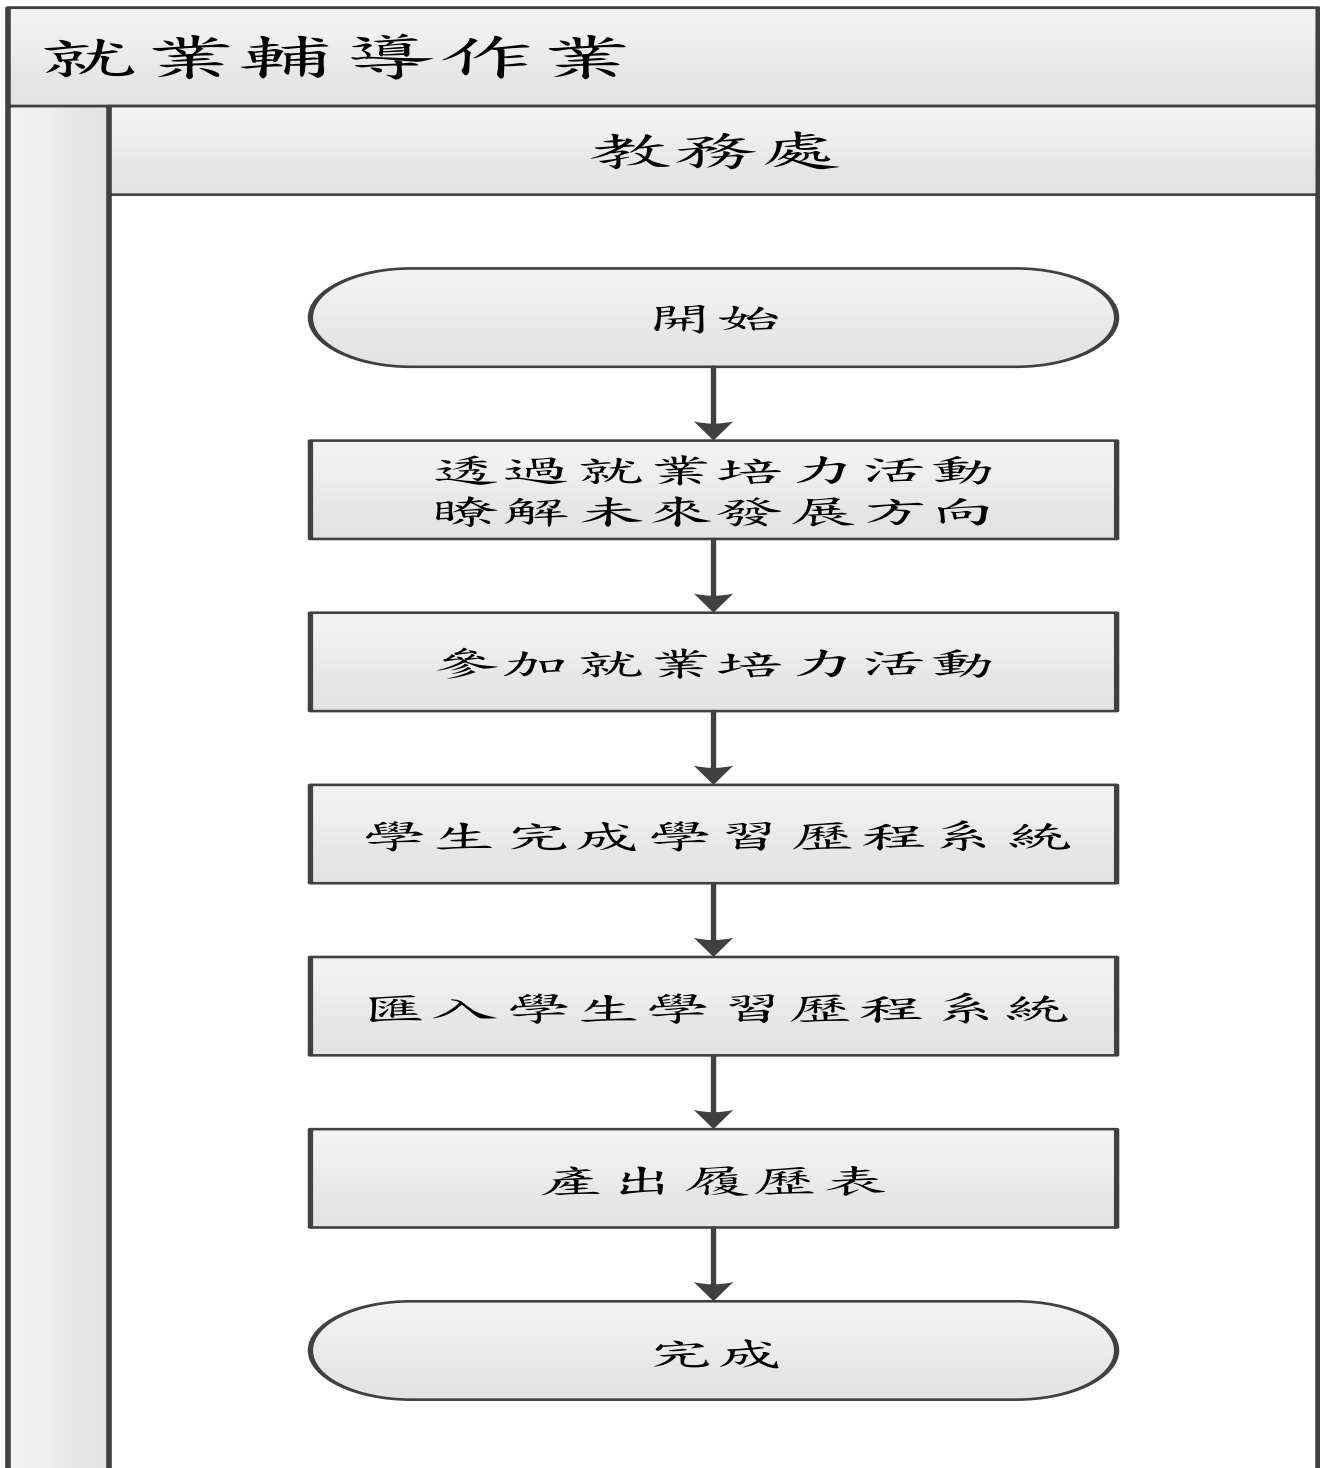 就業輔導作業
教務處
開始
透過就業培力活動
瞭解未來發展方向
參加就業培力活動
學生完成學習歷程系統
匯入學生學習歷程系統
產出履歷表
完成